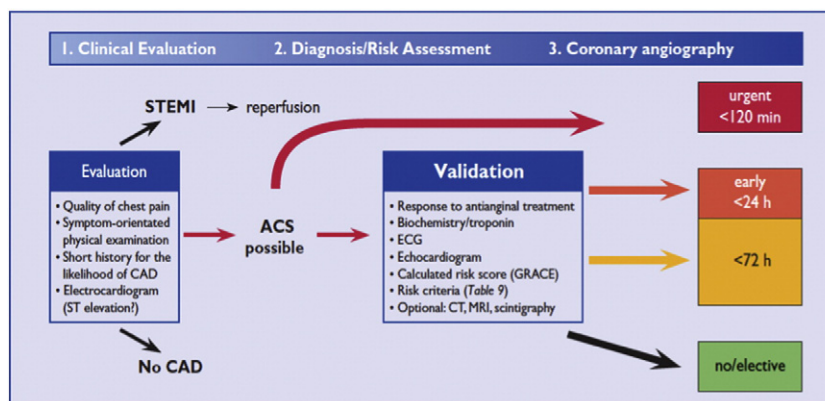 1. Clinical Evaluation
2. Diagnosis/Risk Assessment
3. Coronary angiography
STEMI
reperfusion
urgent
<120 min
Evaluation
• Quality of chest pain
• Symptom-orientated
physical examination
• Short history for the
likelihood of CAD
• Electrocardiogram
(ST elevation?)
ACS
possible
Validation
• Response to antianginal treatment
• Biochemistry/troponin
• ECG
• Echocardiogram
• Calculated risk score (GRACE)
• Risk criteria (Table 9)
• Optional: CT, MRI, scintigraphy
early
<24 h
<72 h
No CAD
no/elective